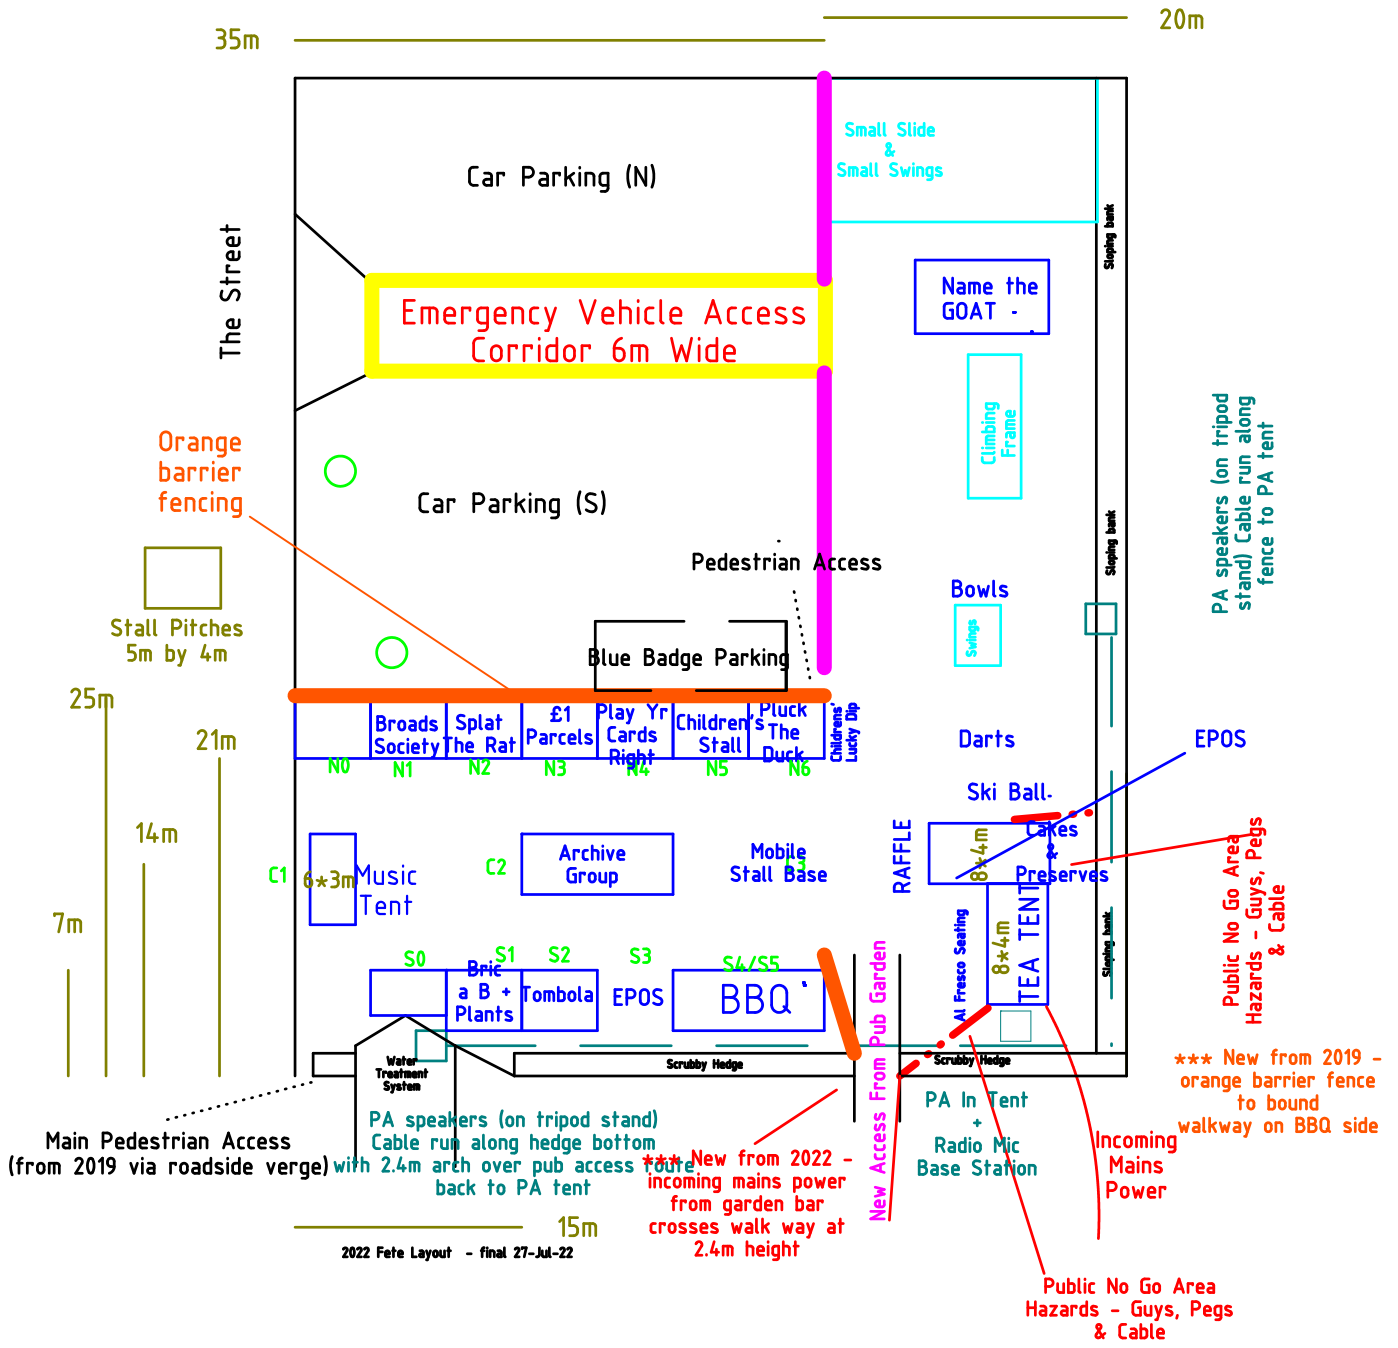 20m
35m
Small Slide
&
Small Swings
Car Parking (N)
The Street
Sloping bank
Name the
GOAT -
Emergency Vehicle Access
Corridor 6m Wide
Climbing
Frame
PA speakers (on tripod
stand) Cable run along
fence to PA tent
Orange
barrier
fencing
Car Parking (S)
Sloping bank
Pedestrian Access
Bowls
Swings
Stall Pitches
5m by 4m
Blue Badge Parking
25m
21m
14m
7m
Broads
Society
Splat
The Rat
£1
Parcels
Play Yr
Cards
Right
Children's
Stall
Pluck
The
Duck
Childrens'
Lucky Dip
N0
N1
N2
N3
N4
N5
N6
Darts
EPOS
Ski Ball
RAFFLE
8*4m
Cakes
&
Preserves
C1
6*3m
Music
Tent
C2
Archive
Group
Mobile
Stall Base
C3
Public No Go Area
Hazards - Guys, Pegs
& Cable
Al Fresco Seating
8*4m
TEA TENT
Sloping bank
S0
S1
S2
S3
S4/S5
Bric
a B +
Plants
Tombola
EPOS
BBQ
New Access From Pub Garden
Water
Treatment
System
Scrubby Hedge
Scrubby Hedge
*** New from 2019 -
orange barrier fence
to bound
walkway on BBQ side
Main Pedestrian Access
(from 2019 via roadside verge)
PA speakers (on tripod stand)
Cable run along hedge bottom
with 2.4m arch over pub access route
back to PA tent
*** New from 2022 -
incoming mains power
from garden bar
crosses walk way at
2.4m height
PA In Tent
+
Radio Mic
Base Station
Incoming
Mains
Power
15m
2022 Fete Layout - final 27-Jul-22
Public No Go Area
Hazards - Guys, Pegs
& Cable